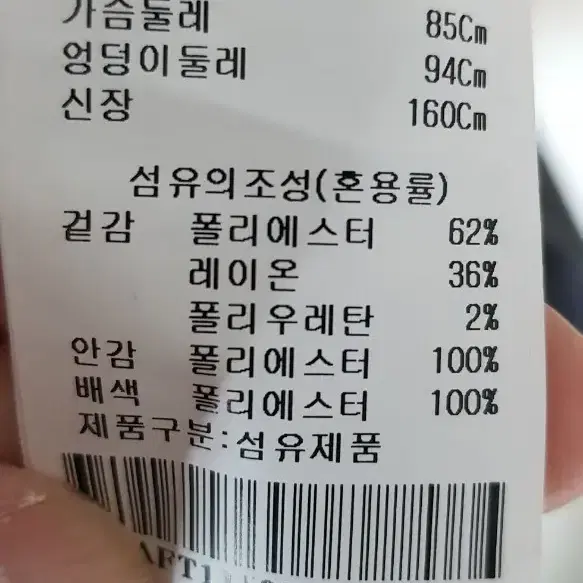 가슴둘레 85Cm
엉덩이둘레 94Cm
신장 160Cm
섬유의조성(혼용률)
겉감 폴리에스터 62%
레이온 36%
폴리우레탄 2%
안감 폴리에스터 100%
배색 폴리에스터 100%
제품구분:섬유제품